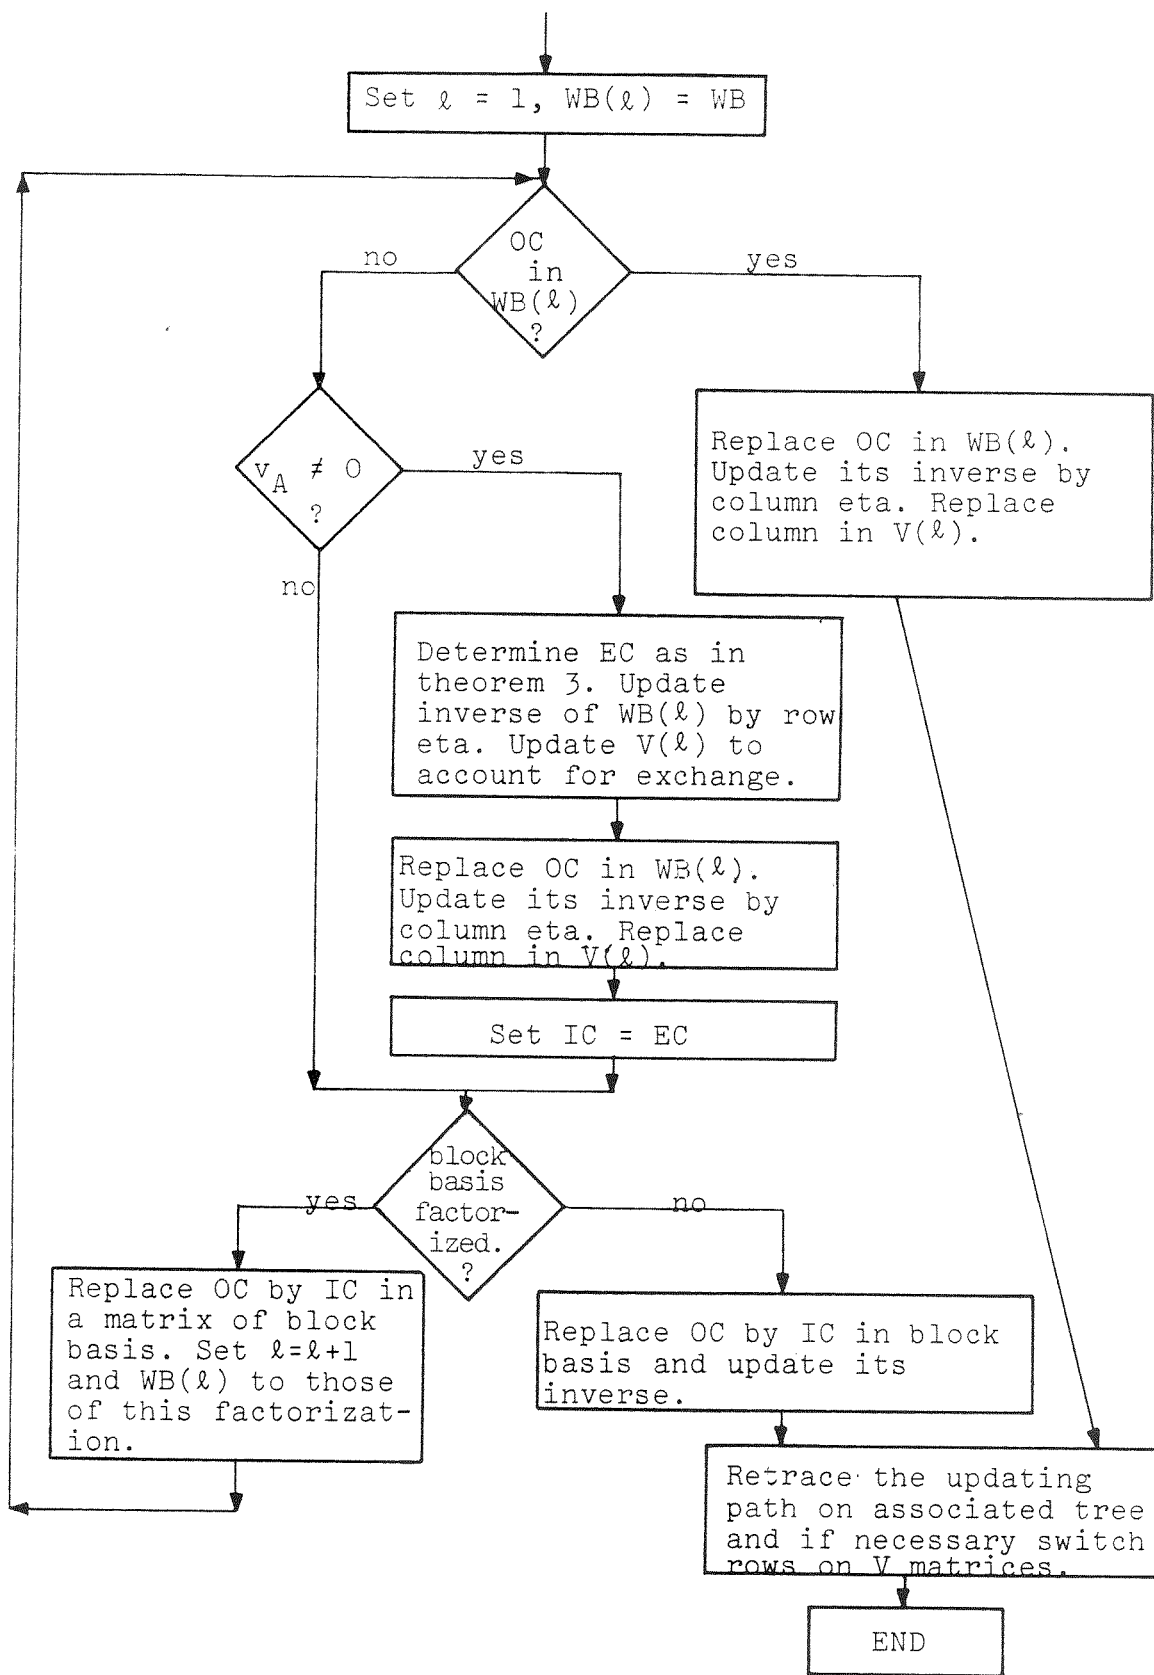 Set ℓ = 1, WB(ℓ) = WB
OC
in
WB(ℓ)
?
no
yes
v_A ≠ 0
?
yes
no
Replace OC in WB(ℓ).
Update its inverse by
column eta. Replace
column in V(ℓ).
Determine EC as in
theorem 3. Update
inverse of WB(ℓ) by row
eta. Update V(ℓ) to
account for exchange.
Replace OC in WB(ℓ).
Update its inverse by
column eta. Replace
column in V(ℓ).
Set IC = EC
block
basis
factor-
ized.
?
yes
no
Replace OC by IC in
a matrix of block
basis. Set ℓ=ℓ+1
and WB(ℓ) to those
of this factorizat-
ion.
Replace OC by IC in block
basis and update its
inverse.
Retrace the updating
path on associated tree
and if necessary switch
rows on V matrices.
END